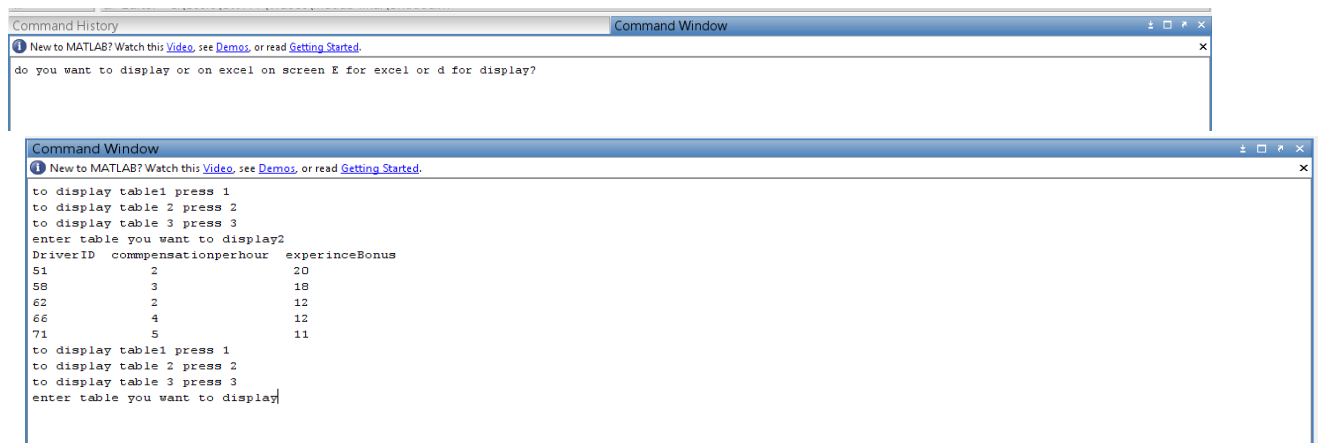 Command History
Command Window
New to MATLAB? Watch this Video, see Demos, or read Getting Started.
do you want to display or on excel on screen E for excel or d for display?
Command Window
New to MATLAB? Watch this Video, see Demos, or read Getting Started.
to display table1 press 1
to display table 2 press 2
to display table 3 press 3
enter table you want to display2
DriverID commpensationperhour experinceBonus
51 2 20
58 3 18
62 2 12
66 4 12
71 5 11
to display table1 press 1
to display table 2 press 2
to display table 3 press 3
enter table you want to display